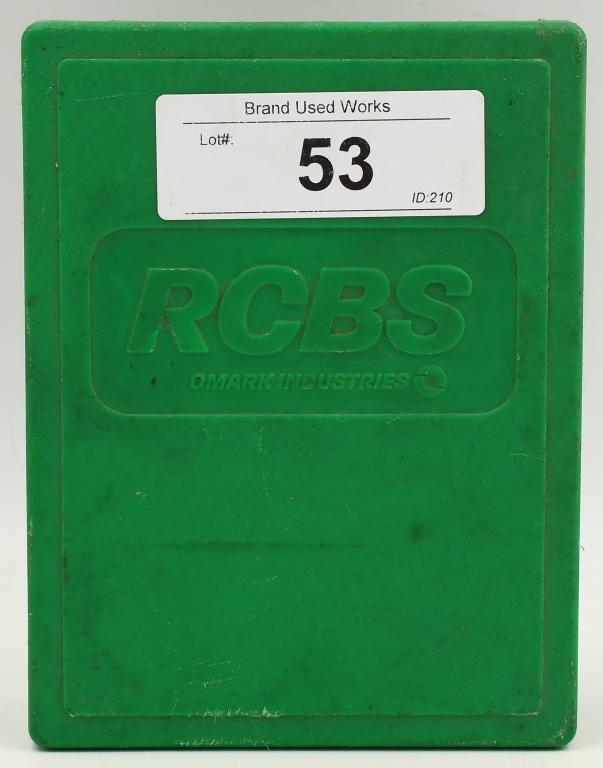 Brand Used Works
Lot#: 53
ID:210
RCBS
OMARK INDUSTRIES